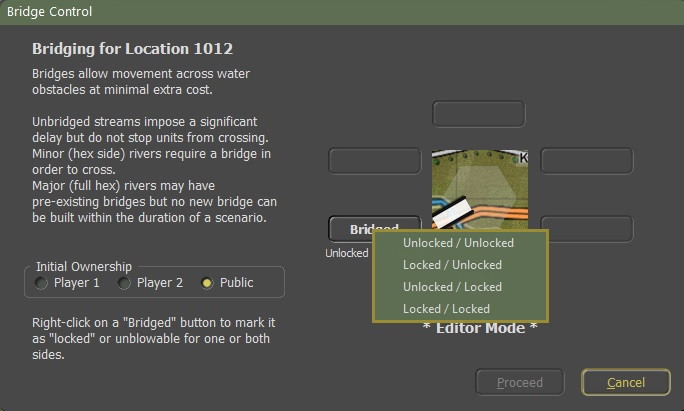 Bridge Control
Bridging for Location 1012
Bridges allow movement across water
obstacles at minimal extra cost.
Unbridged streams impose a significant
delay but do not stop units from crossing.
Minor (hex side) rivers require a bridge in
order to cross.
Major (full hex) rivers may have
pre-existing bridges but no new bridge can
be built within the duration of a scenario.
Initial Ownership
Player 1 Player 2 Public
Right-click on a "Bridged" button to mark it
as "locked" or unblowable for one or both
sides.
K
Bridged
Unlocked
Unlocked / Unlocked
Locked / Unlocked
Unlocked / Locked
Locked / Locked
* Editor Mode *
Proceed Cancel